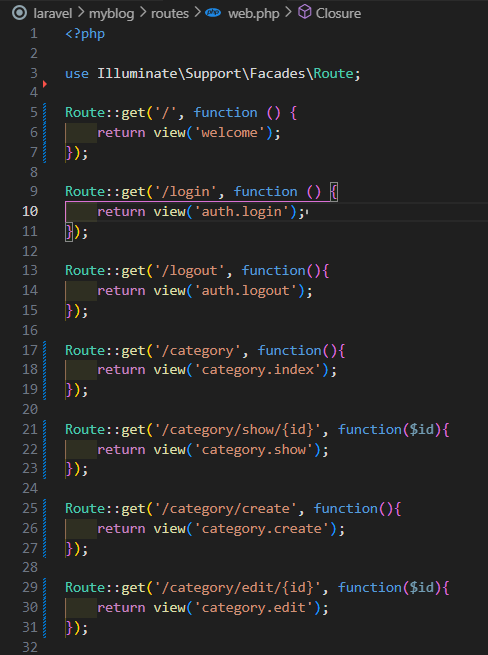 laravel > myblog > routes > web.php > Closure
1 <?php
2
3 use Illuminate\Support\Facades\Route;
4
5 Route::get('/', function () {
6     return view('welcome');
7 });
8
9 Route::get('/login', function () {
10     return view('auth.login');
11 });
12
13 Route::get('/logout', function(){
14     return view('auth.logout');
15 });
16
17 Route::get('/category', function(){
18     return view('category.index');
19 });
20
21 Route::get('/category/show/{id}', function($id){
22     return view('category.show');
23 });
24
25 Route::get('/category/create', function(){
26     return view('category.create');
27 });
28
29 Route::get('/category/edit/{id}', function($id){
30     return view('category.edit');
31 });
32